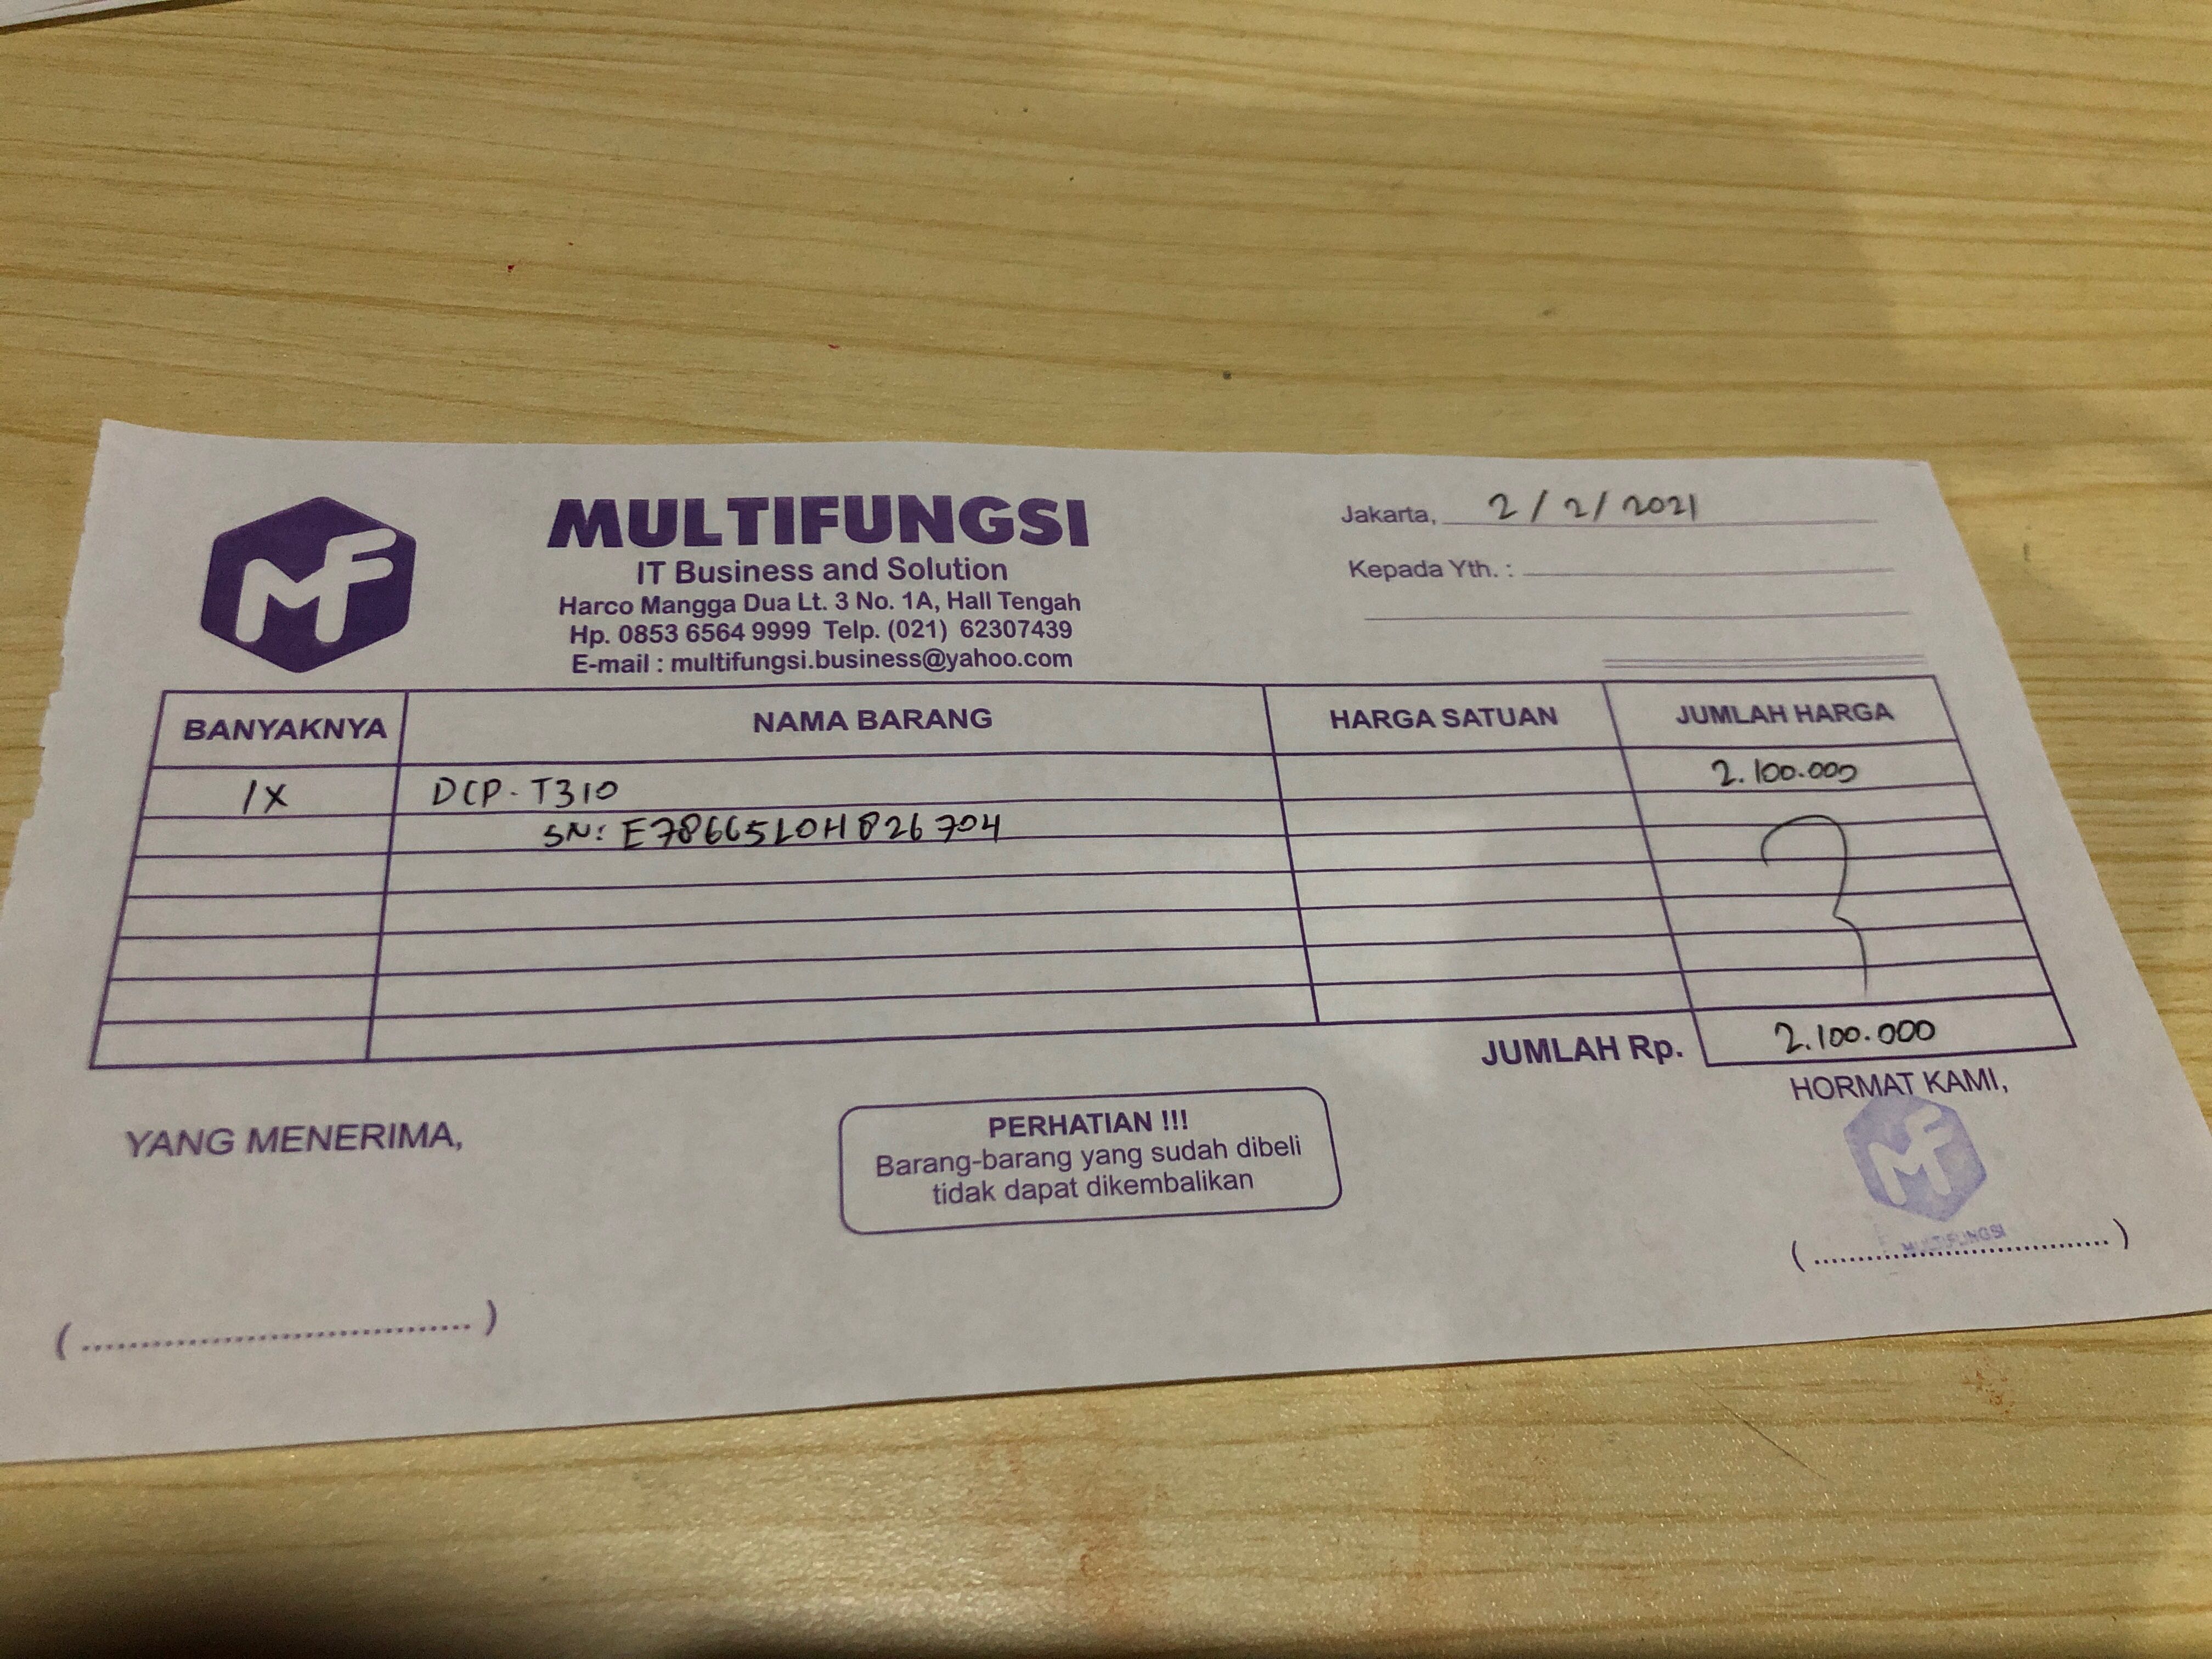 MF
MULTIFUNGSI
IT Business and Solution
Harco Mangga Dua Lt. 3 No. 1A, Hall Tengah
Hp. 0853 6564 9999 Telp. (021) 62307439
E-mail : multifungsi.business@yahoo.com
Jakarta, 2/2/2021
Kepada Yth. :
BANYAKNYA NAMA BARANG HARGA SATUAN JUMLAH HARGA
1X DCP-T310 2.100.000
SN: E78665L0H826704
JUMLAH Rp. 2.100.000
YANG MENERIMA,
PERHATIAN !!!
Barang-barang yang sudah dibeli
tidak dapat dikembalikan
HORMAT KAMI,
MF
MULTIFUNGSI
(....................................)
(....................................)